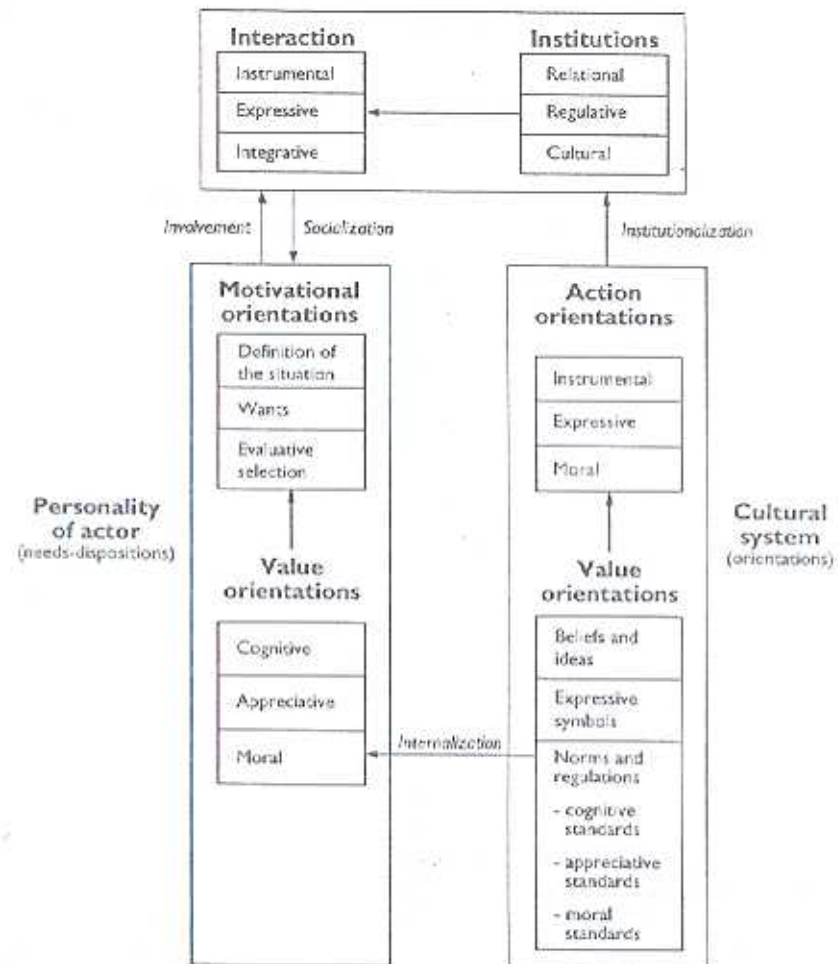 Interaction
Instrumental
Expressive
Integrative
Institutions
Relational
Regulative
Cultural
Involvement
Socialization
Institutionalization
Motivational
orientations
Definition of
the situation
Wants
Evaluative
selection
Action
orientations
Instrumental
Expressive
Moral
Personality
of actor
(needs-dispositions)
Cultural
system
(orientations)
Value
orientations
Cognitive
Appreciative
Moral
Internalization
Value
orientations
Beliefs and
ideas
Expressive
symbols
Norms and
regulations
- cognitive
standards
- appreciative
standards
- moral
standards